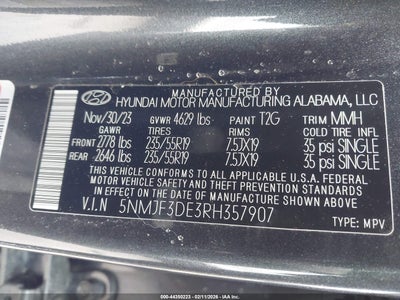 MANUFACTURED BY
HYUNDAI MOTOR MANUFACTURING ALABAMA, LLC
Nov/30/23 GVWR 4629 lbs PAINT T2G TRIM MMH
GAWR TIRES RIMS COLD TIRE INFL
FRONT 2778 lbs 235/55R19 7.5JX19 35 psi SINGLE
REAR 2646 lbs 235/55R19 7.5JX19 35 psi SINGLE
THIS VEHICLE CONFORMS TO ALL APPLICABLE U.S. FEDERAL
MOTOR VEHICLE SAFETY, BUMPER, AND THEFT PREVENTION
STANDARDS IN EFFECT ON THE DATE OF MANUFACTURE SHOWN ABOVE.
V.I.N 5NMJF3DE3RH357907
TYPE: MPV
000-44350223 - 02/11/2026 - IAAI